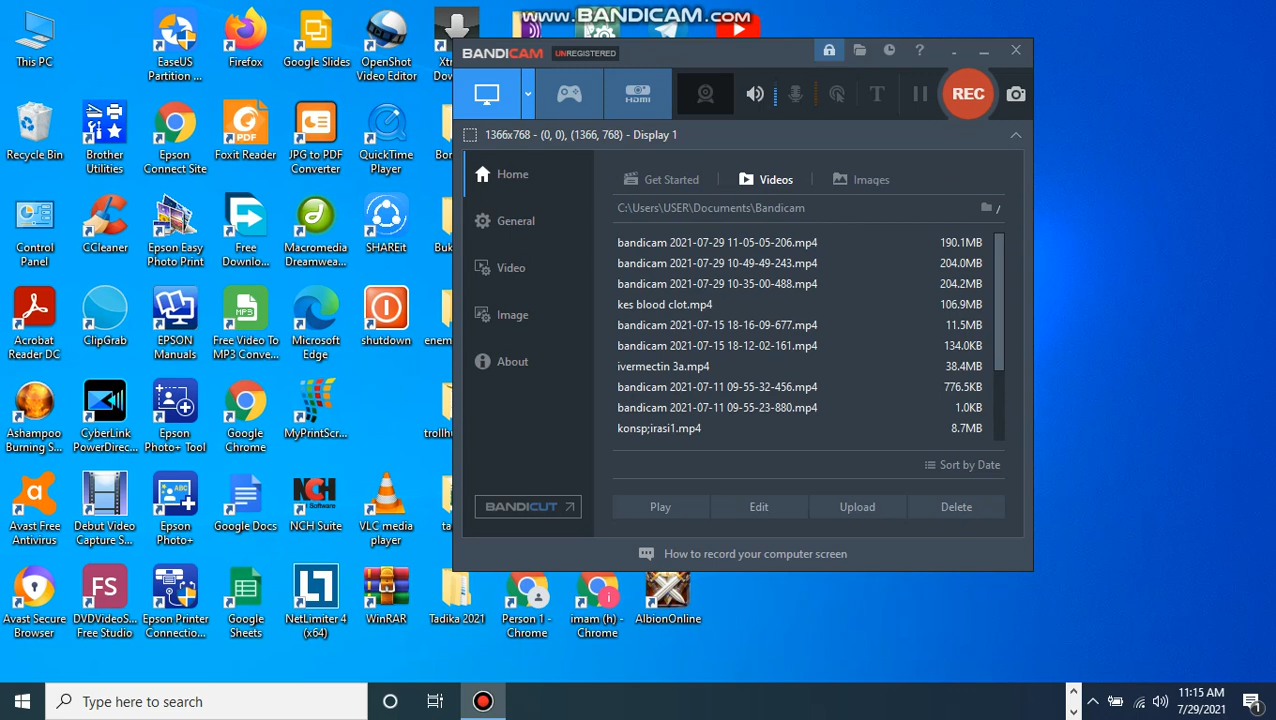 www.BANDICAM.com
This PC
EaseUS
Partition ...
Firefox
Google Slides
OpenShot
Video Editor
Xtr
Dow
Recycle Bin
Brother
Utilities
Epson
Connect Site
Foxit Reader
JPG to PDF
Converter
QuickTime
Player
Bor
Control
Panel
CCleaner
Epson Easy
Photo Print
Free
Downlo...
Macromedia
Dreamwea...
SHAREit
Buk
Acrobat
Reader DC
ClipGrab
EPSON
Manuals
Free Video To
MP3 Conve...
Microsoft
Edge
shutdown
enem
Ashampoo
Burning S...
CyberLink
PowerDirec...
Epson
Photo+ Tool
Google
Chrome
MyPrintScr...
trollhu
Avast Free
Antivirus
Debut Video
Capture S...
Epson
Photo+
Google Docs
NCH Suite
VLC media
player
ta
Avast Secure
Browser
DVDVideoS...
Free Studio
Epson Printer
Connectio...
Google
Sheets
NetLimiter 4
(x64)
WinRAR
Tadika 2021
Person 1 -
Chrome
imam (h) -
Chrome
AlbionOnline
BANDICAM UNREGISTERED
HDMI
REC
1366x768 - (0, 0), (1366, 768) - Display 1
Home
General
Video
Image
About
BANDICUT
Get Started
Videos
Images
C:\Users\USER\Documents\Bandicam
/
bandicam 2021-07-29 11-05-05-206.mp4 190.1MB
bandicam 2021-07-29 10-49-49-243.mp4 204.0MB
bandicam 2021-07-29 10-35-00-488.mp4 204.2MB
kes blood clot.mp4 106.9MB
bandicam 2021-07-15 18-16-09-677.mp4 11.5MB
bandicam 2021-07-15 18-12-02-161.mp4 134.0KB
ivermectin 3a.mp4 38.4MB
bandicam 2021-07-11 09-55-32-456.mp4 776.5KB
bandicam 2021-07-11 09-55-23-880.mp4 1.0KB
konsp;irasi1.mp4 8.7MB
Sort by Date
Play Edit Upload Delete
How to record your computer screen
Type here to search
11:15 AM
7/29/2021
1